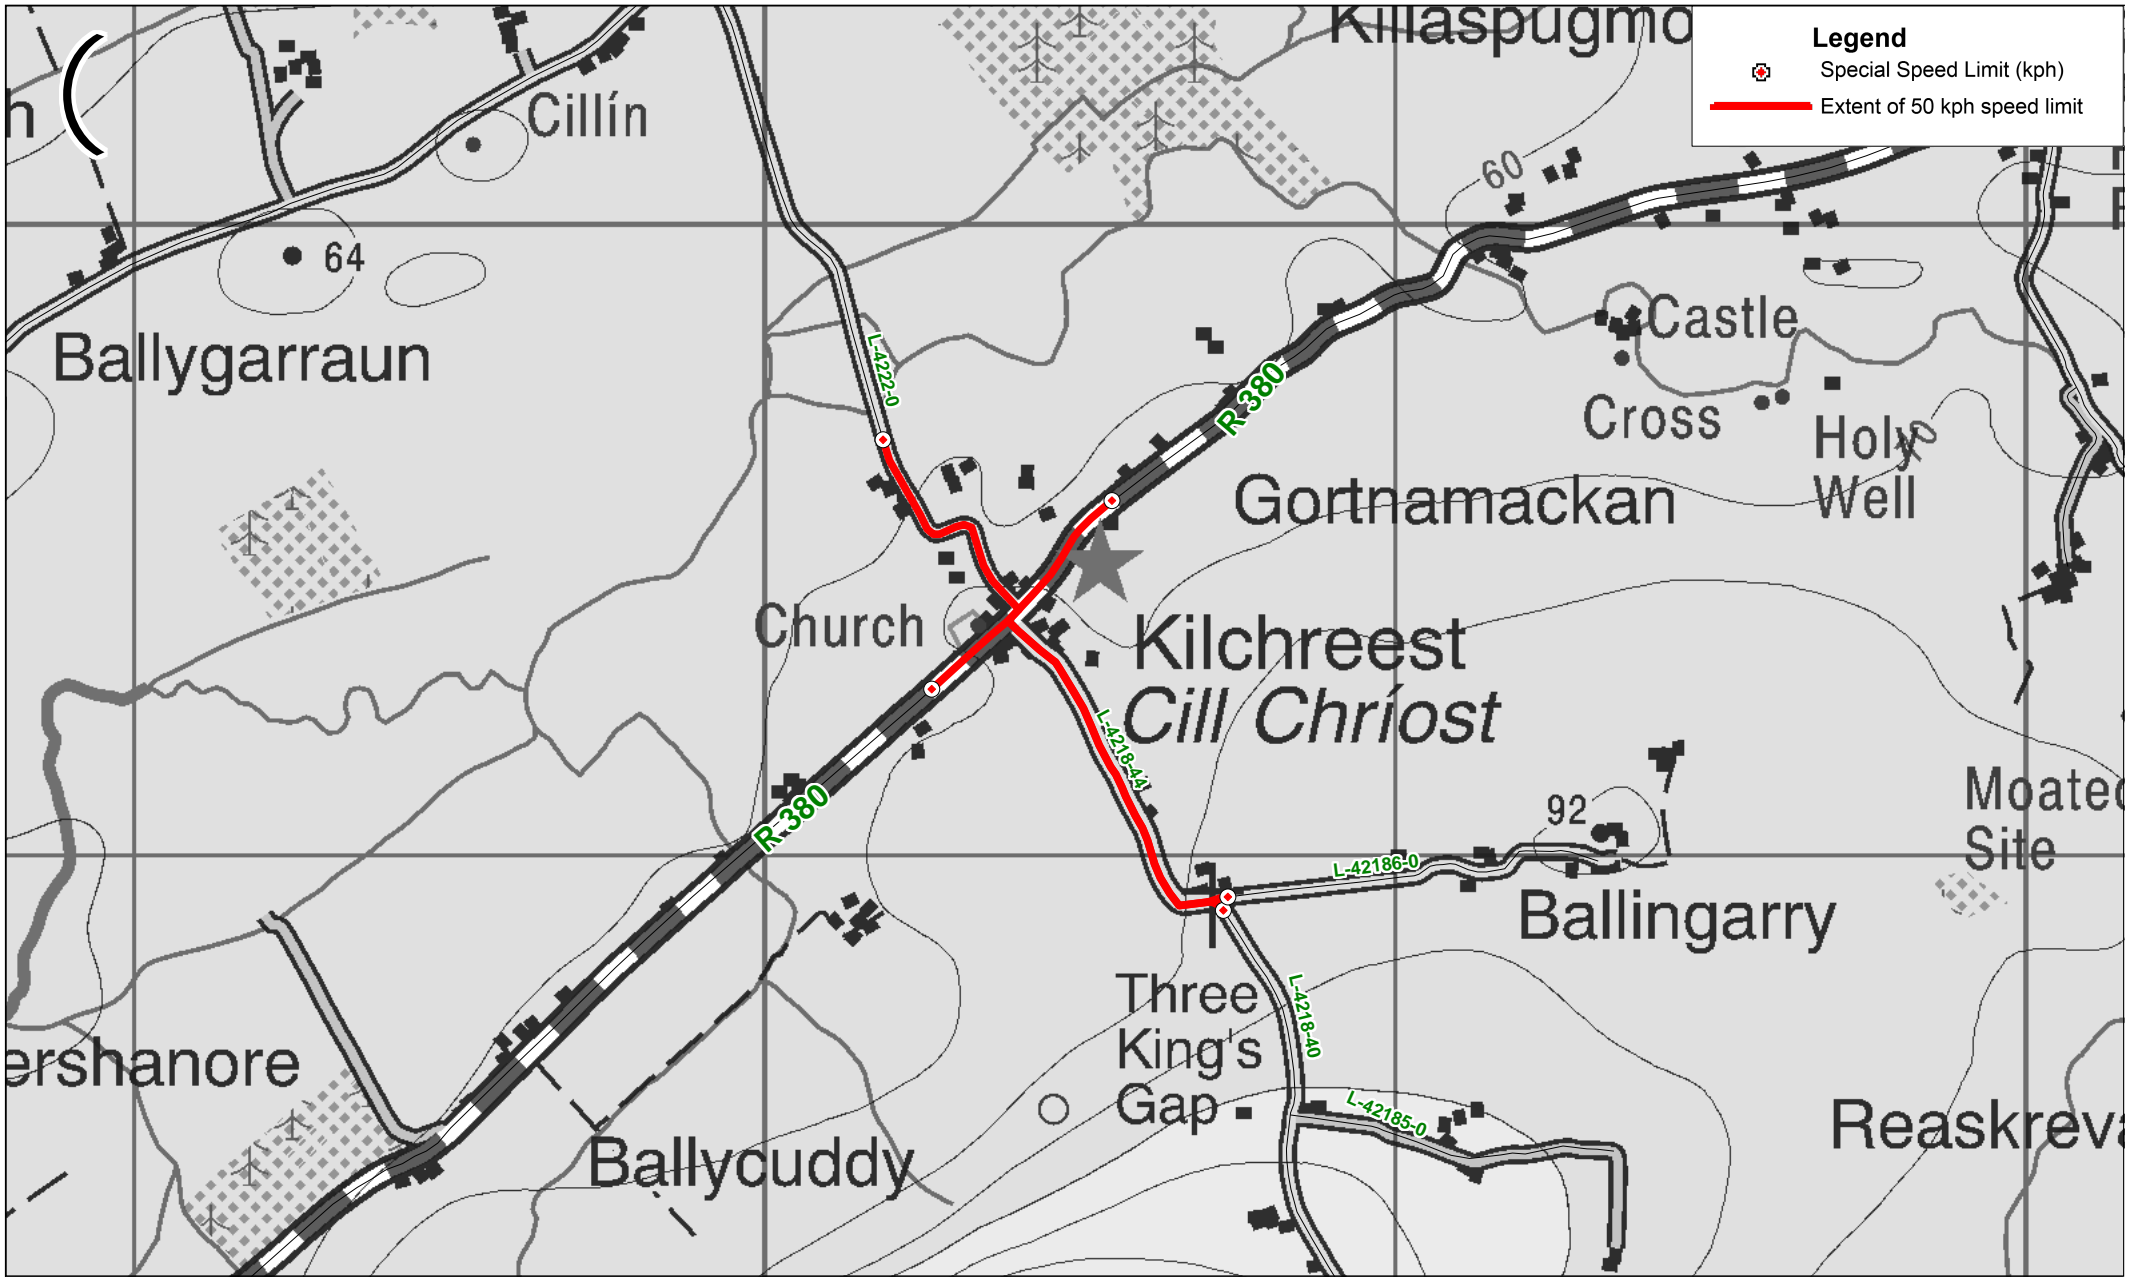 Killaspugmo
Legend
Special Speed Limit (kph)
Extent of 50 kph speed limit
h
Cillín
60
64
Castle
Ballygarraun
L-4222-0
R 380
Cross
Holy
Well
70
Gortnamackan
Church
Kilchreest
Cill Chríost
L-4218-44
Moated
Site
R 380
92
L-42186-0
Ballingarry
Three
King's
Gap
L-4218-40
ershanore
L-42185-0
Reaskreva
Ballycuddy